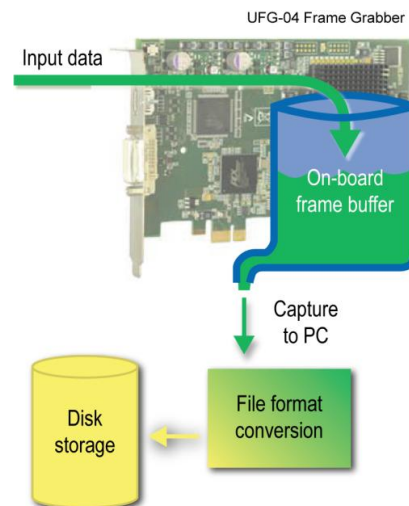 UFG-04 Frame Grabber
Input data
On-board
frame buffer
Capture
to PC
File format
conversion
Disk
storage